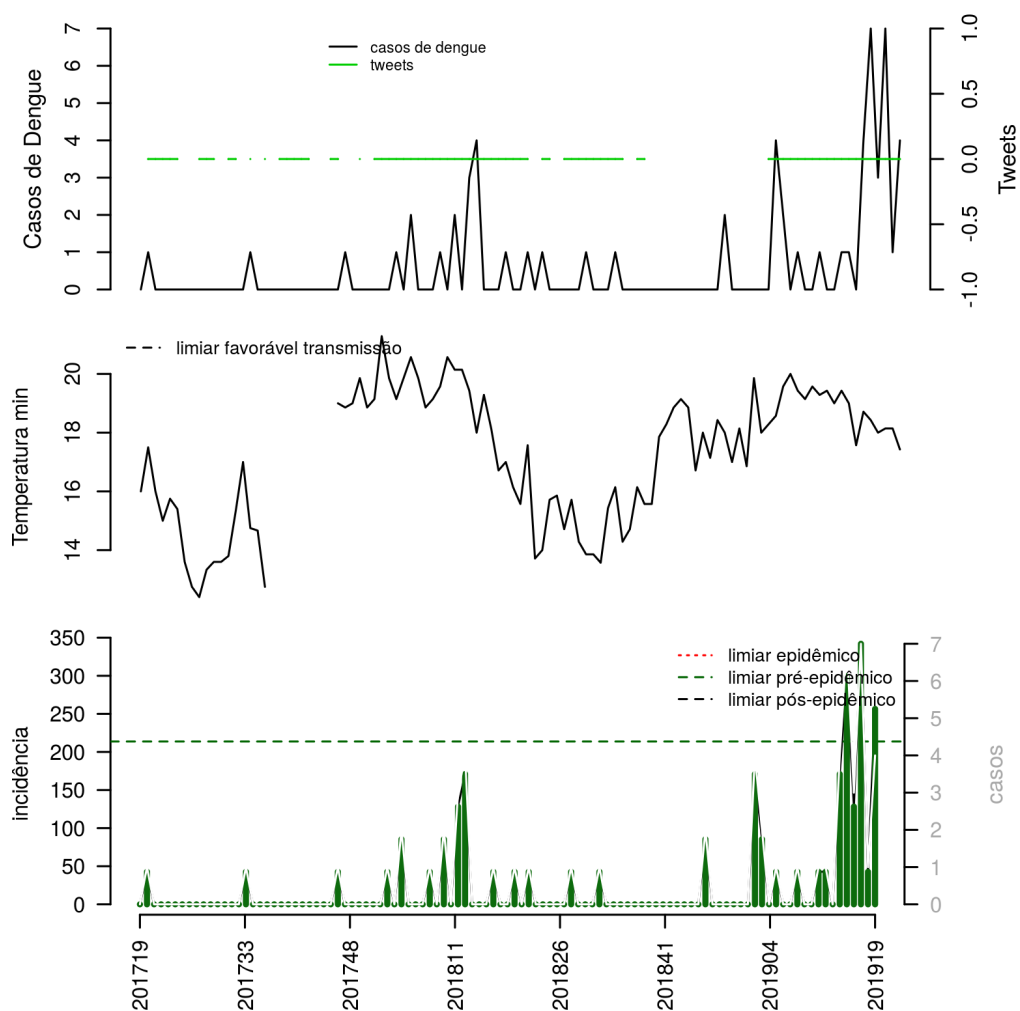 casos de dengue
tweets
Casos de Dengue
0 1 2 3 4 5 6 7
-1.0 -0.5 0.0 0.5 1.0
Tweets
limiar favorável transmissão
Temperatura min
14 16 18 20
limiar epidêmico
limiar pré-epidêmico
limiar pós-epidêmico
incidência
350
300
250
200
150
100
50
0
7
6
5
4
3
2
1
0
casos
201719 201733 201748 201811 201826 201841 201904 201919